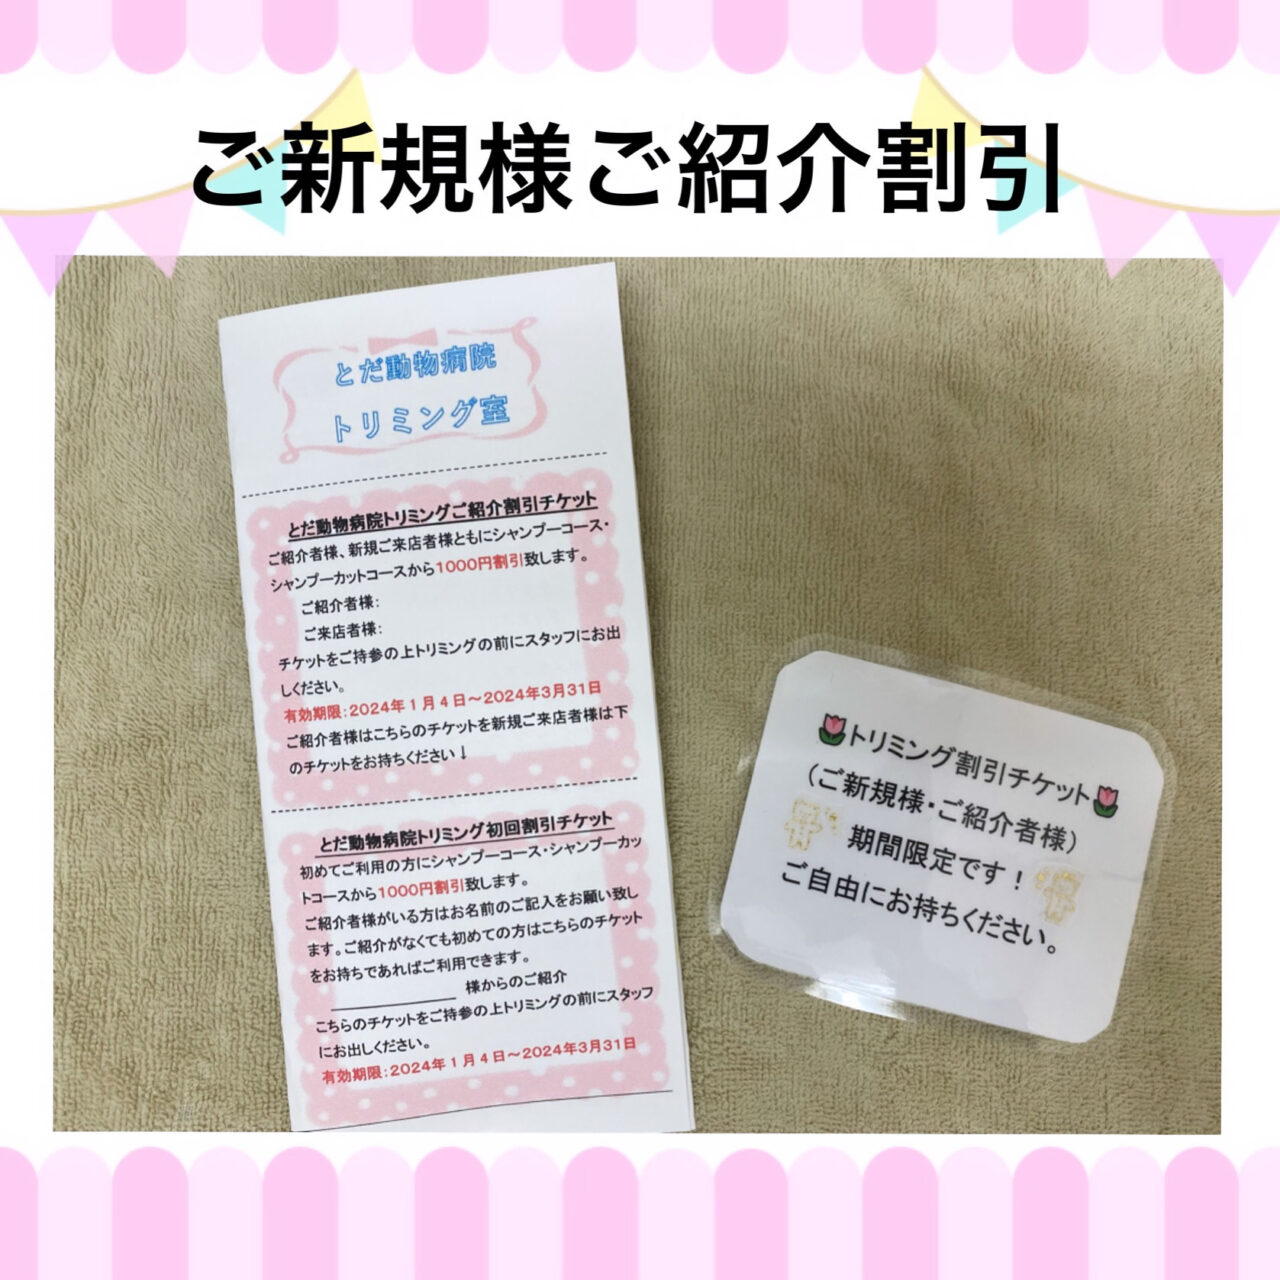 ご新規様ご紹介割引
とだ動物病院
トリミング室
とだ動物病院トリミングご紹介割引チケット
ご紹介者様、新規ご来店者様ともにシャンプーコース・
シャンプーカットコースから1000円割引致します。
ご紹介者様:
ご来店者様:
チケットをご持参の上トリミングの前にスタッフにお出
しください。
有効期限:2024年1月4日～2024年3月31日
ご紹介者様はこちらのチケットを新規ご来店者様は下
のチケットをお持ちください↓
とだ動物病院トリミング初回割引チケット
初めてご利用の方にシャンプーコース・シャンプーカッ
トコースから1000円割引致します。
ご紹介者様がいる方はお名前のご記入をお願い致し
ます。ご紹介がなくても初めての方はこちらのチケット
をお持ちであればご利用できます。
様からのご紹介
こちらのチケットをご持参の上トリミングの前にスタッフ
にお出しください。
有効期限:2024年1月4日～2024年3月31日
🌷トリミング割引チケット🌷
(ご新規様・ご紹介者様)
期間限定です!
ご自由にお持ちください。